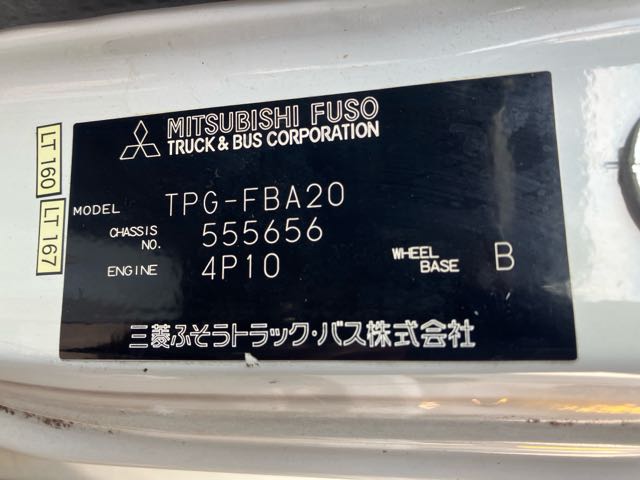 MITSUBISHI FUSO
TRUCK & BUS CORPORATION
LT 160
LT 167
MODEL TPG-FBA20
CHASSIS NO. 555656
ENGINE 4P10
WHEEL BASE B
三菱ふそうトラック・バス株式会社